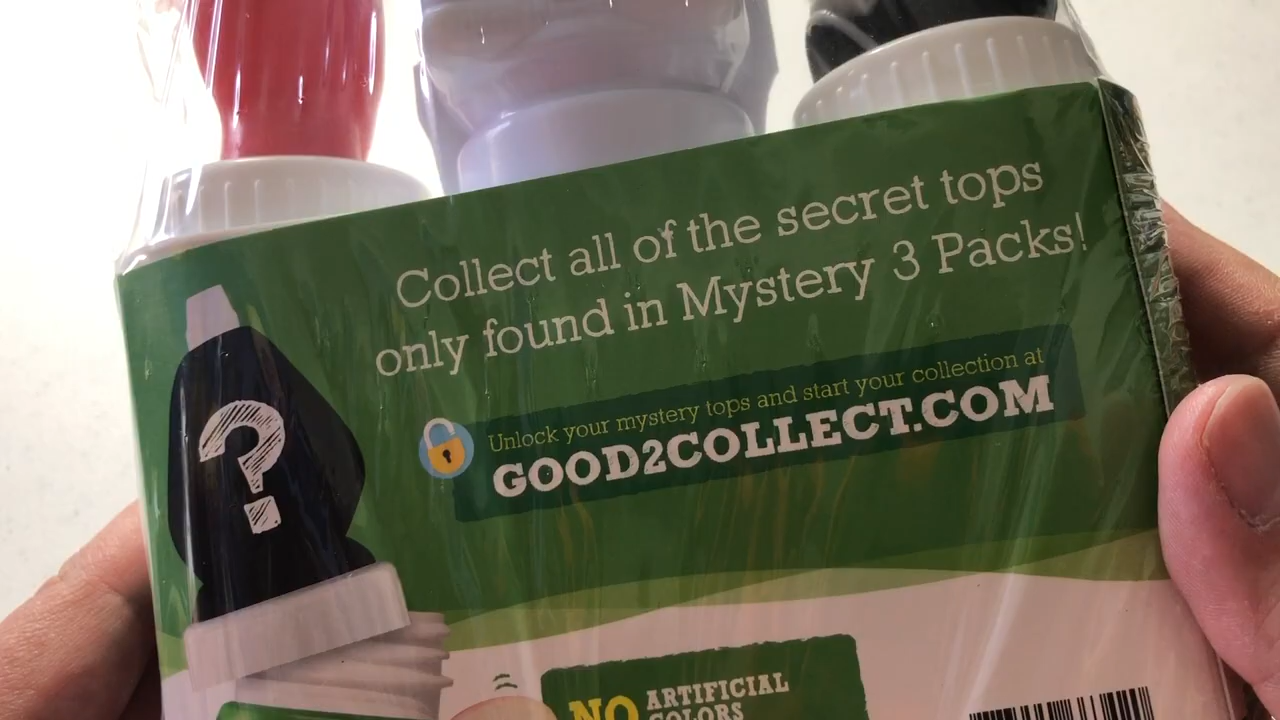 Collect all of the secret tops
only found in Mystery 3 Packs!
Unlock your mystery tops and start your collection at
GOOD2COLLECT.COM
?
NO ARTIFICIAL
COLORS